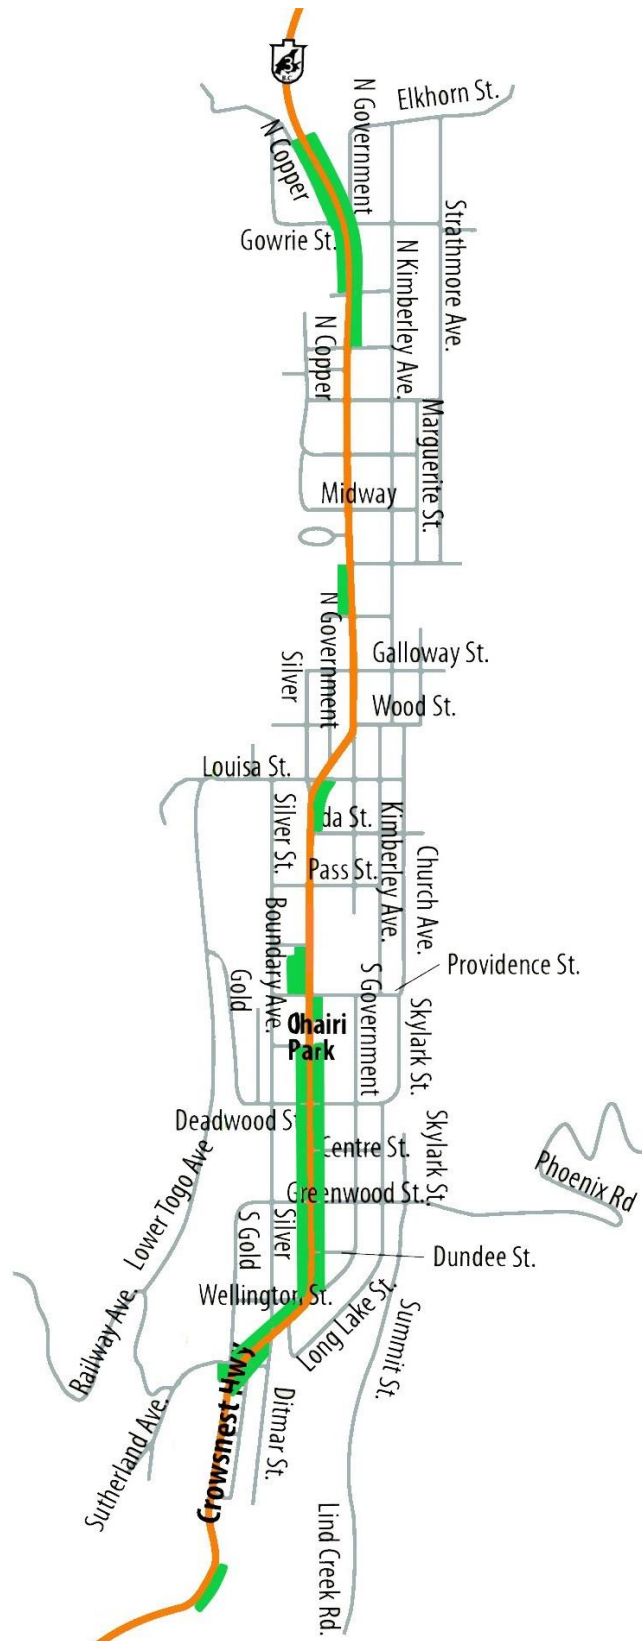 3
B.C.
Elkhorn St.
N Government
N Copper
Strathmore Ave.
Gowrie St.
N Kimberley Ave.
N Copper
Marguerite St.
Midway
N Government
Galloway St.
Silver
Wood St.
Louisa St.
Silver St.
da St.
Kimberley Ave.
Church Ave.
Pass St.
Boundary Ave.
Providence St.
Gold
S Government
Skylark St.
Ohairi
Park
Deadwood St
Centre St.
Skylark St.
Phoenix Rd
Lower Togo Ave
Greenwood St.
Silver
S Gold
Dundee St.
Wellington St.
Long Lake St.
Railway Ave.
Summit St.
Crowsnest Hwy
Ditmar St.
Sutherland Ave.
Lind Creek Rd.